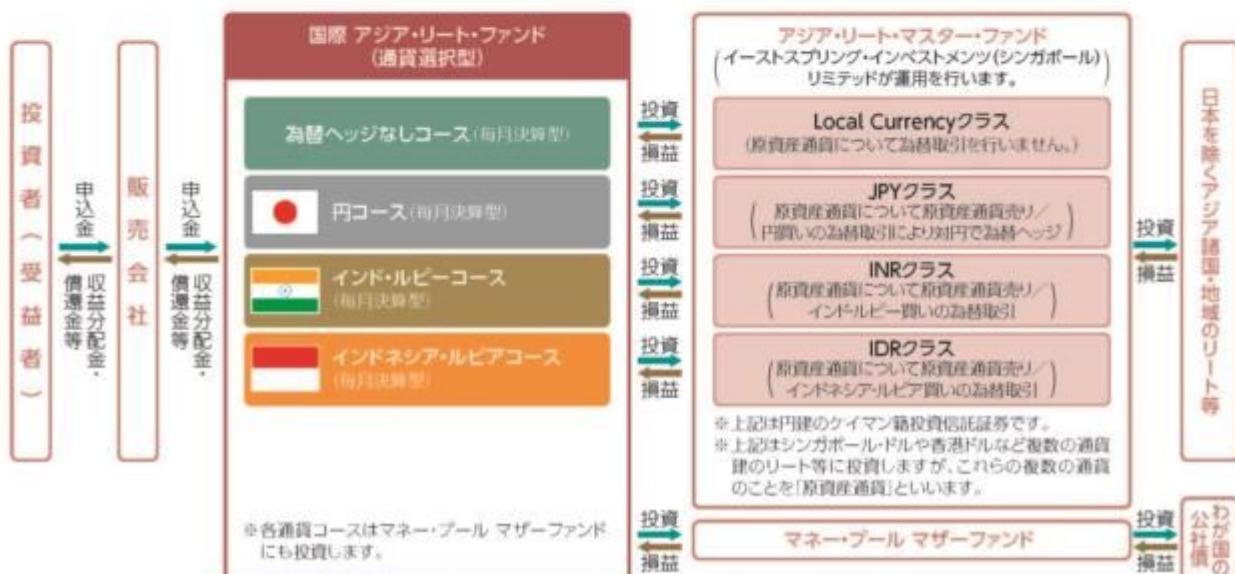 投資者（受益者）
申込金
収益分配金・
償還金等
販売会社
申込金
収益分配金・
償還金等
国際 アジア・リート・ファンド
(通貨選択型)
為替ヘッジなしコース(毎月決算型)
円コース(毎月決算型)
インド・ルピーコース
(毎月決算型)
インドネシア・ルピアコース
(毎月決算型)
※各通貨コースはマネー・プール マザーファンド
にも投資します。
投資
損益
投資
損益
投資
損益
投資
損益
投資
損益
アジア・リート・マスター・ファンド
(イーストスプリング・インベストメンツ(シンガポール)
リミテッドが運用を行います。)
Local Currencyクラス
(原資産通貨について為替取引を行いません。)
JPYクラス
(原資産通貨について原資産通貨売り／
円買いの為替取引により対円で為替ヘッジ)
INRクラス
(原資産通貨について原資産通貨売り／
インド・ルピー買いの為替取引)
IDRクラス
(原資産通貨について原資産通貨売り／
インドネシア・ルピア買いの為替取引)
※上記は円建のケイマン籍投資信託証券です。
※上記はシンガポール・ドルや香港ドルなど複数の通貨
建のリート等に投資しますが、これらの複数の通貨
のことを「原資産通貨」といいます。
マネー・プール マザーファンド
投資
損益
投資
損益
日本を除くアジア諸国・地域のリート等
わが国の
公社債